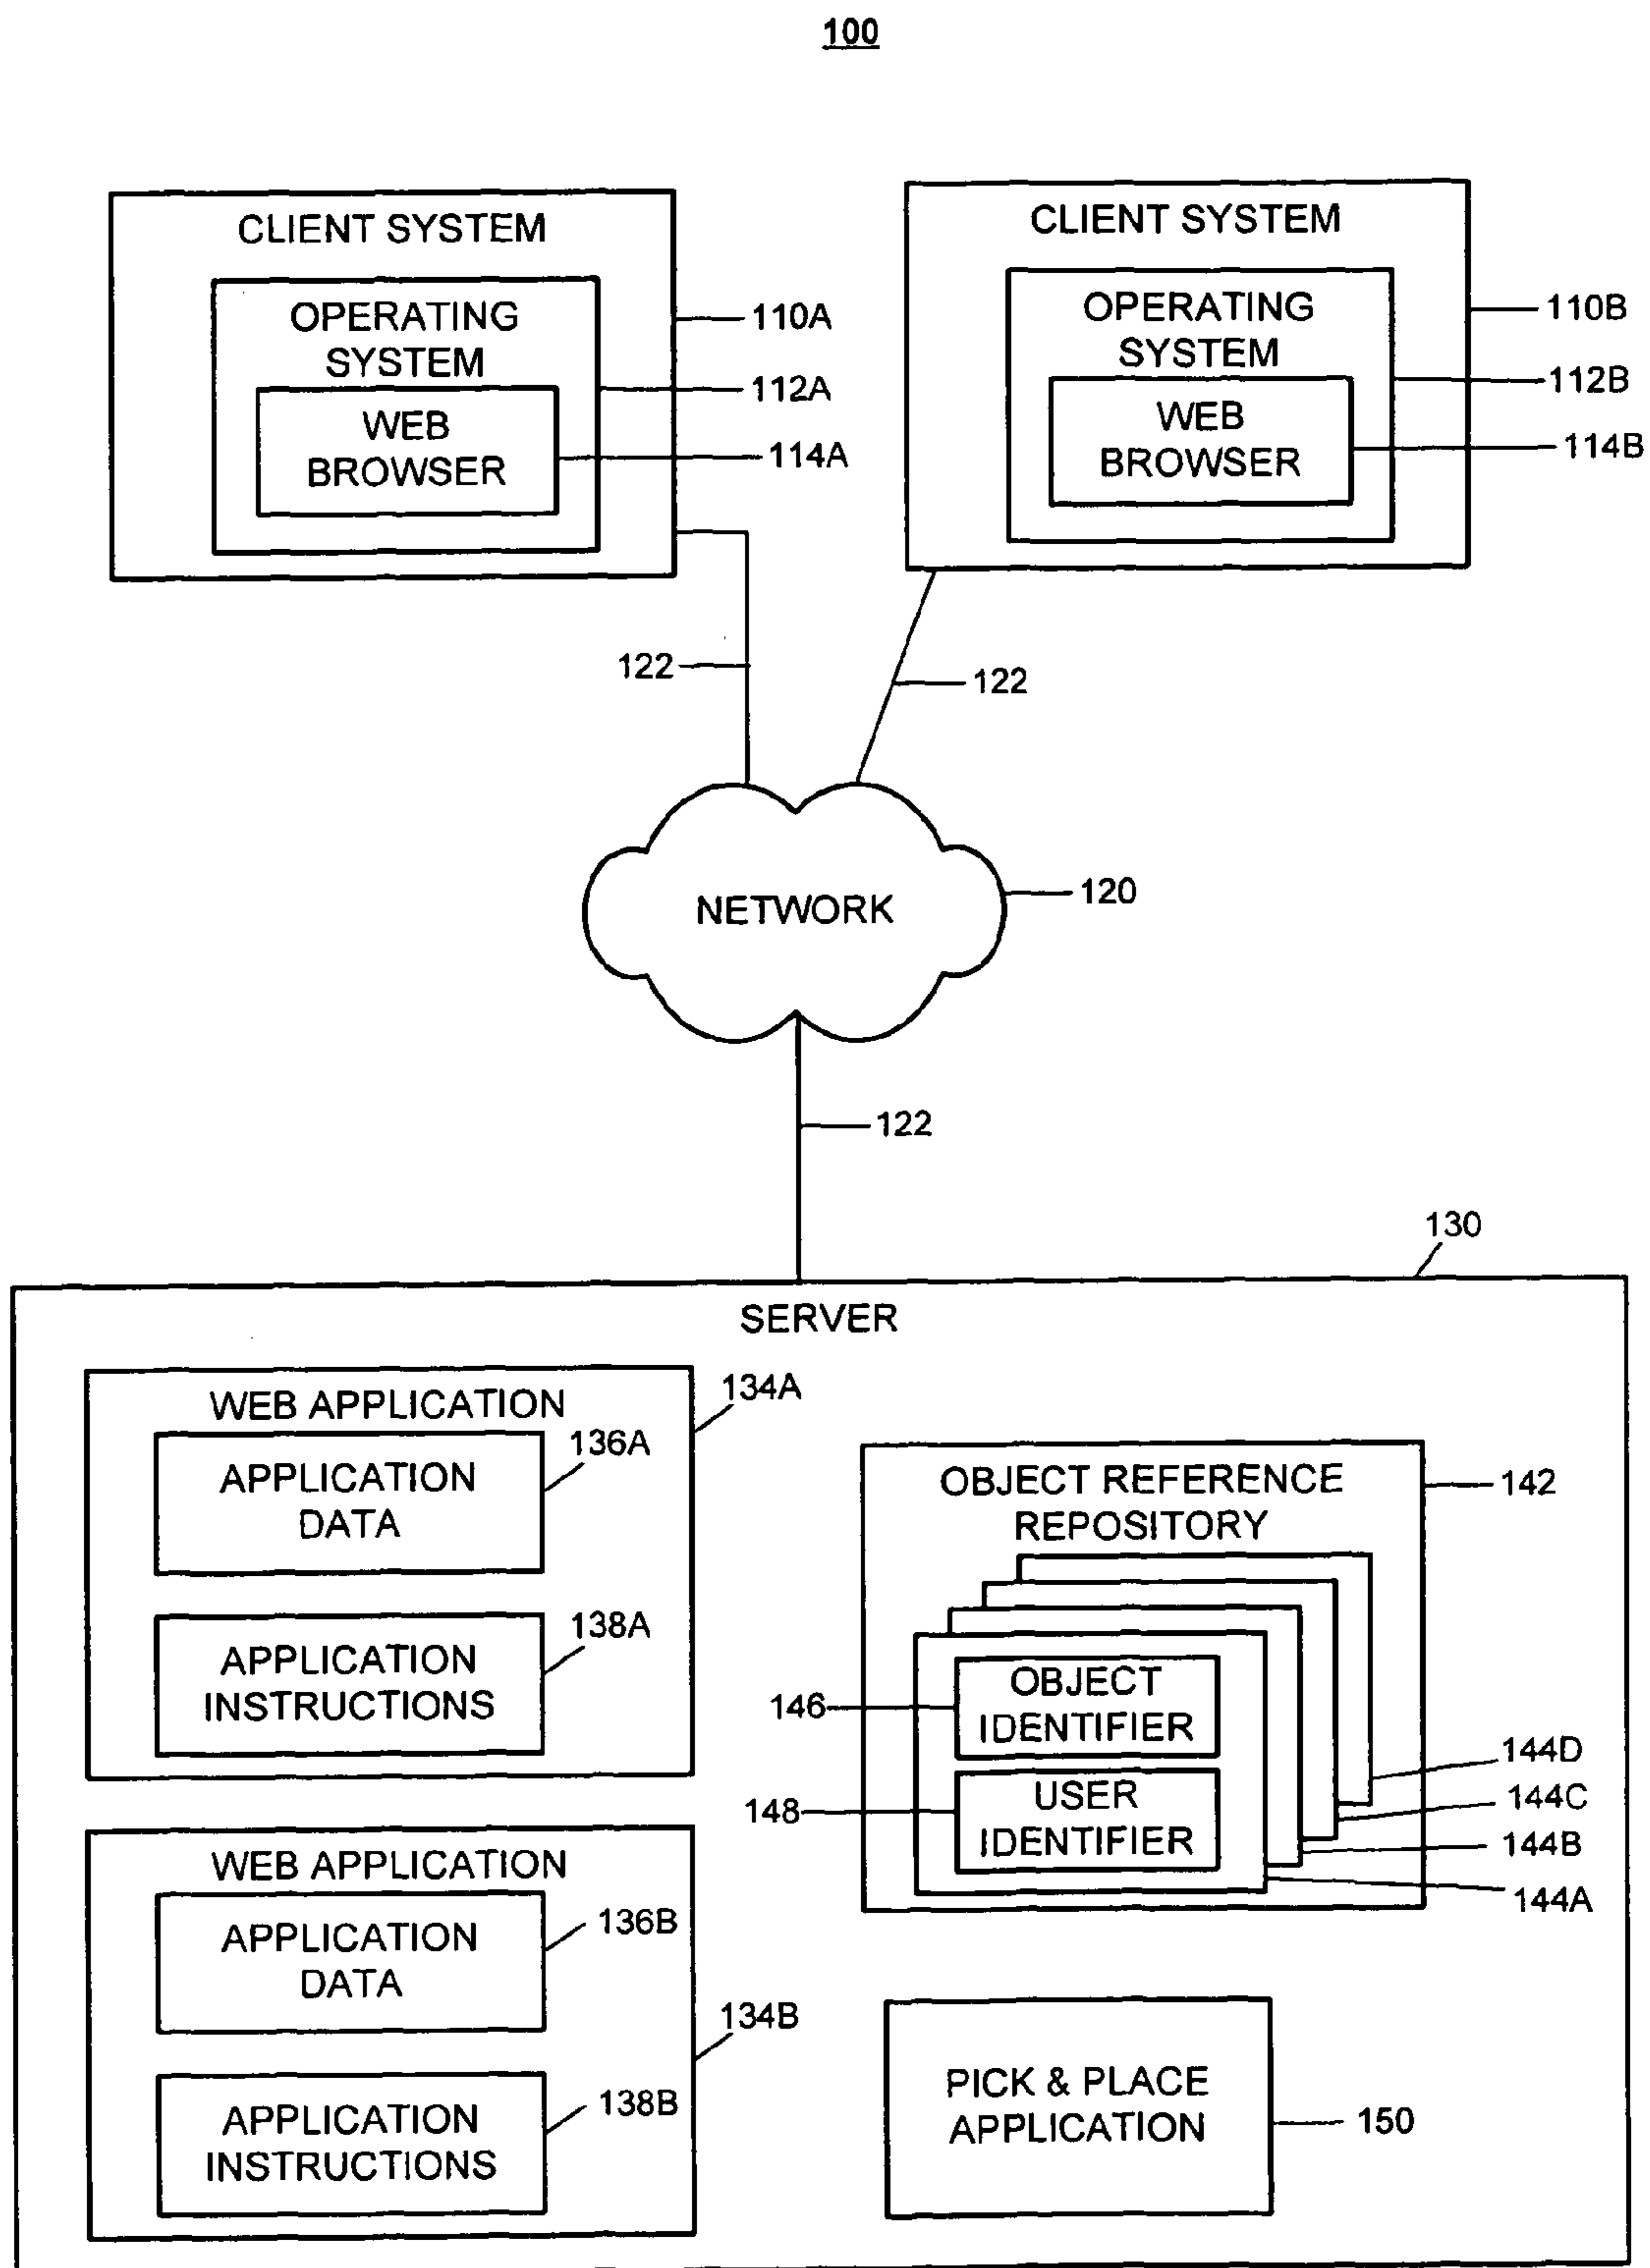 100
CLIENT SYSTEM
OPERATING
SYSTEM
WEB
BROWSER
110A
112A
114A
CLIENT SYSTEM
OPERATING
SYSTEM
WEB
BROWSER
110B
112B
114B
122
122
NETWORK
120
122
130
SERVER
WEB APPLICATION
134A
APPLICATION
DATA
136A
APPLICATION
INSTRUCTIONS
138A
WEB APPLICATION
134B
APPLICATION
DATA
136B
APPLICATION
INSTRUCTIONS
138B
OBJECT REFERENCE
REPOSITORY
142
OBJECT
IDENTIFIER
146
USER
IDENTIFIER
148
144D
144C
144B
144A
PICK & PLACE
APPLICATION
150